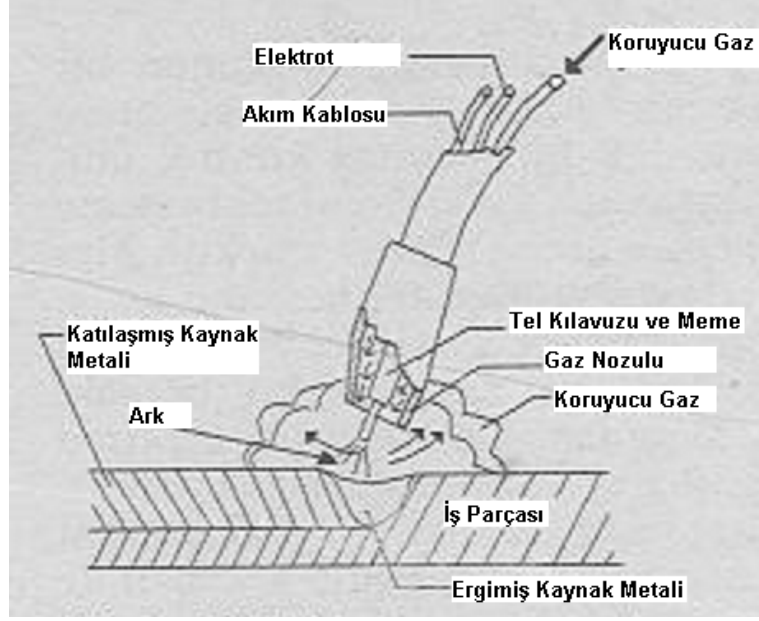 Koruyucu Gaz
Elektrot
Akım Kablosu
Tel Kılavuzu ve Meme
Katılaşmış Kaynak
Metali
Gaz Nozulu
Koruyucu Gaz
Ark
İş Parçası
Ergimiş Kaynak Metali